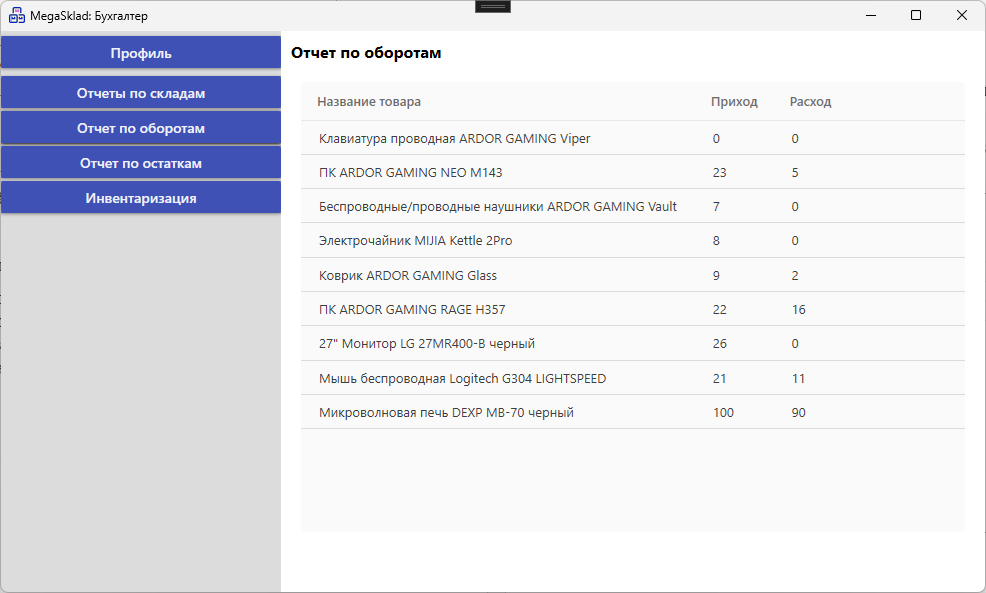 MegaSklad: Бухгалтер
Профиль
Отчеты по складам
Отчет по оборотам
Отчет по остаткам
Инвентаризация
Отчет по оборотам
Название товара Приход Расход
Клавиатура проводная ARDOR GAMING Viper 0 0
ПК ARDOR GAMING NEO M143 23 5
Беспроводные/проводные наушники ARDOR GAMING Vault 7 0
Электрочайник MIJIA Kettle 2Pro 8 0
Коврик ARDOR GAMING Glass 9 2
ПК ARDOR GAMING RAGE H357 22 16
27" Монитор LG 27MR400-B черный 26 0
Мышь беспроводная Logitech G304 LIGHTSPEED 21 11
Микроволновая печь DEXP MB-70 черный 100 90